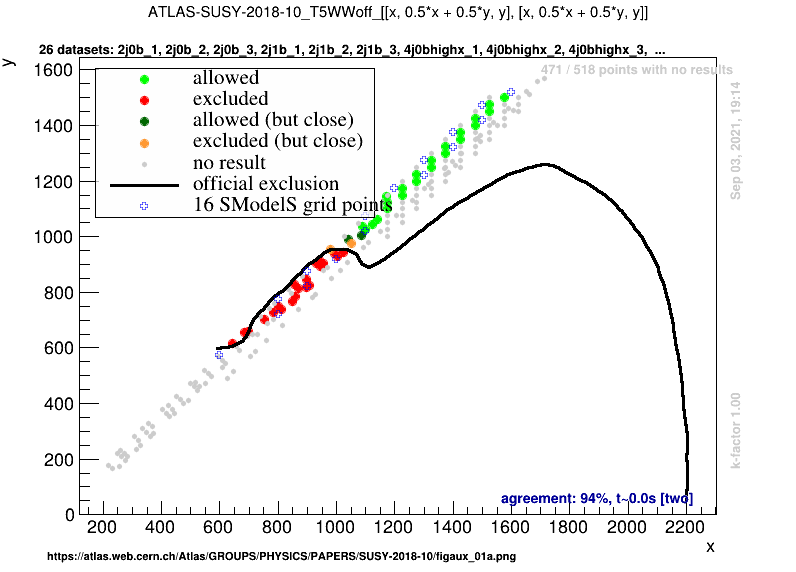 ATLAS-SUSY-2018-10_T5WWoff_[[x, 0.5*x + 0.5*y, y], [x, 0.5*x + 0.5*y, y]]
26 datasets: 2j0b_1, 2j0b_2, 2j0b_3, 2j1b_1, 2j1b_2, 2j1b_3, 4j0bhighx_1, 4j0bhighx_2, 4j0bhighx_3, ...
y
471 / 518 points with no results
allowed
excluded
allowed (but close)
excluded (but close)
no result
official exclusion
16 SModelS grid points
1600
1400
1200
1000
800
600
400
200
0
Sep 03, 2021, 19:14
k-factor 1.00
agreement: 94%, t~0.0s [two]
200 400 600 800 1000 1200 1400 1600 1800 2000 2200
x
https://atlas.web.cern.ch/Atlas/GROUPS/PHYSICS/PAPERS/SUSY-2018-10/figaux_01a.png